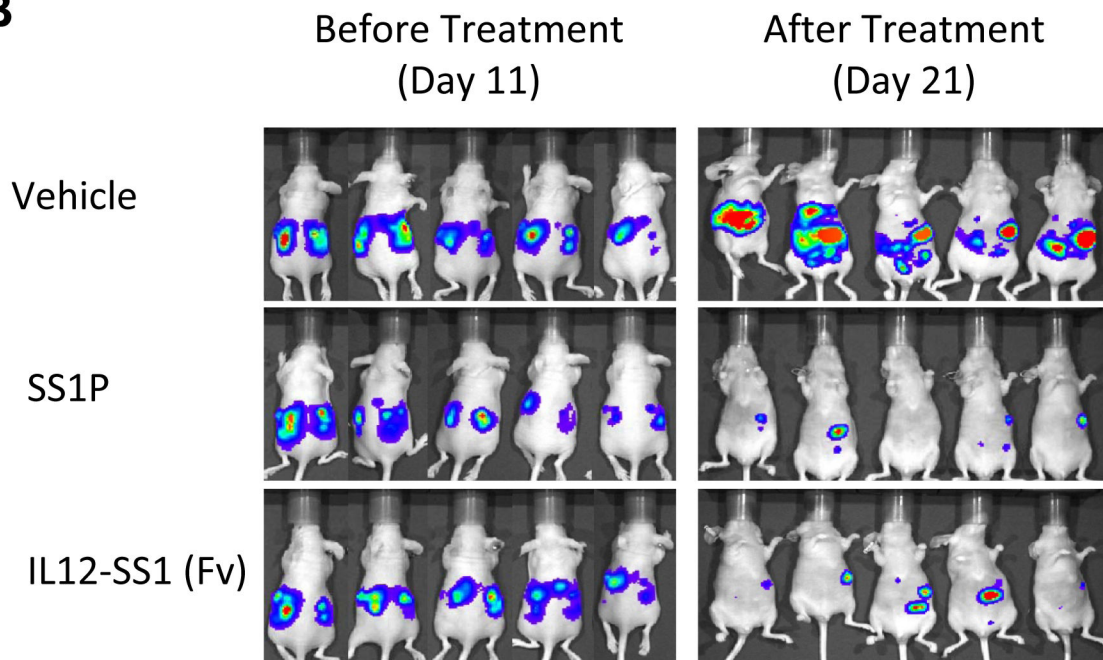 B
Before Treatment
(Day 11)
After Treatment
(Day 21)
Vehicle
SS1P
IL12-SS1 (Fv)